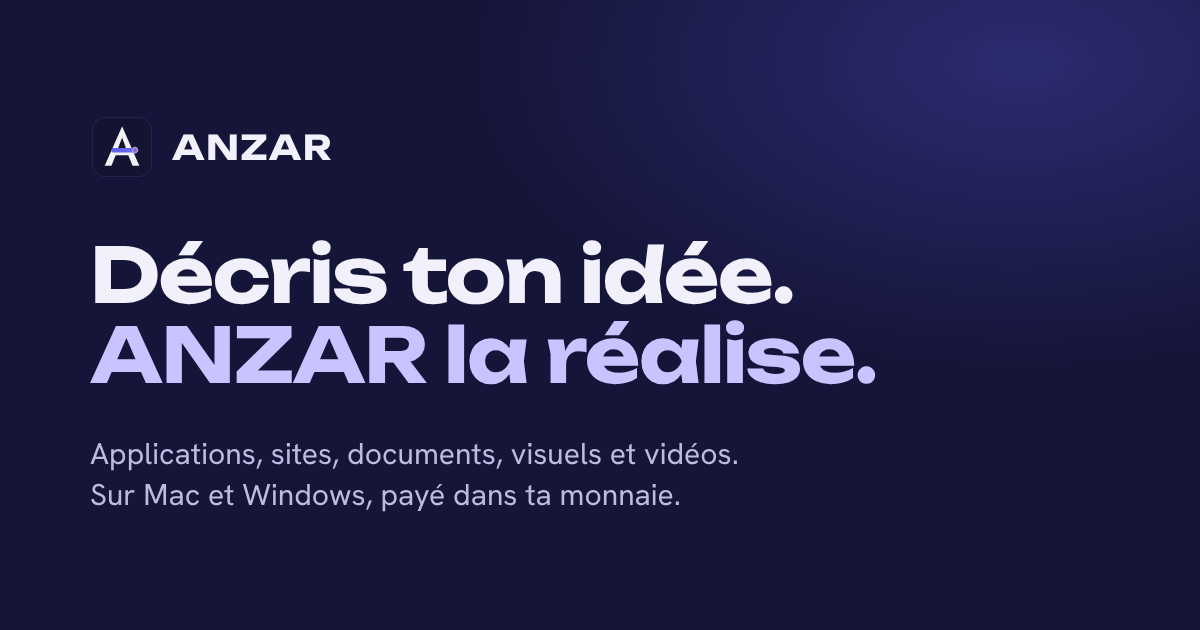 ANZAR
Décris ton idée.
ANZAR la réalise.
Applications, sites, documents, visuels et vidéos.
Sur Mac et Windows, payé dans ta monnaie.